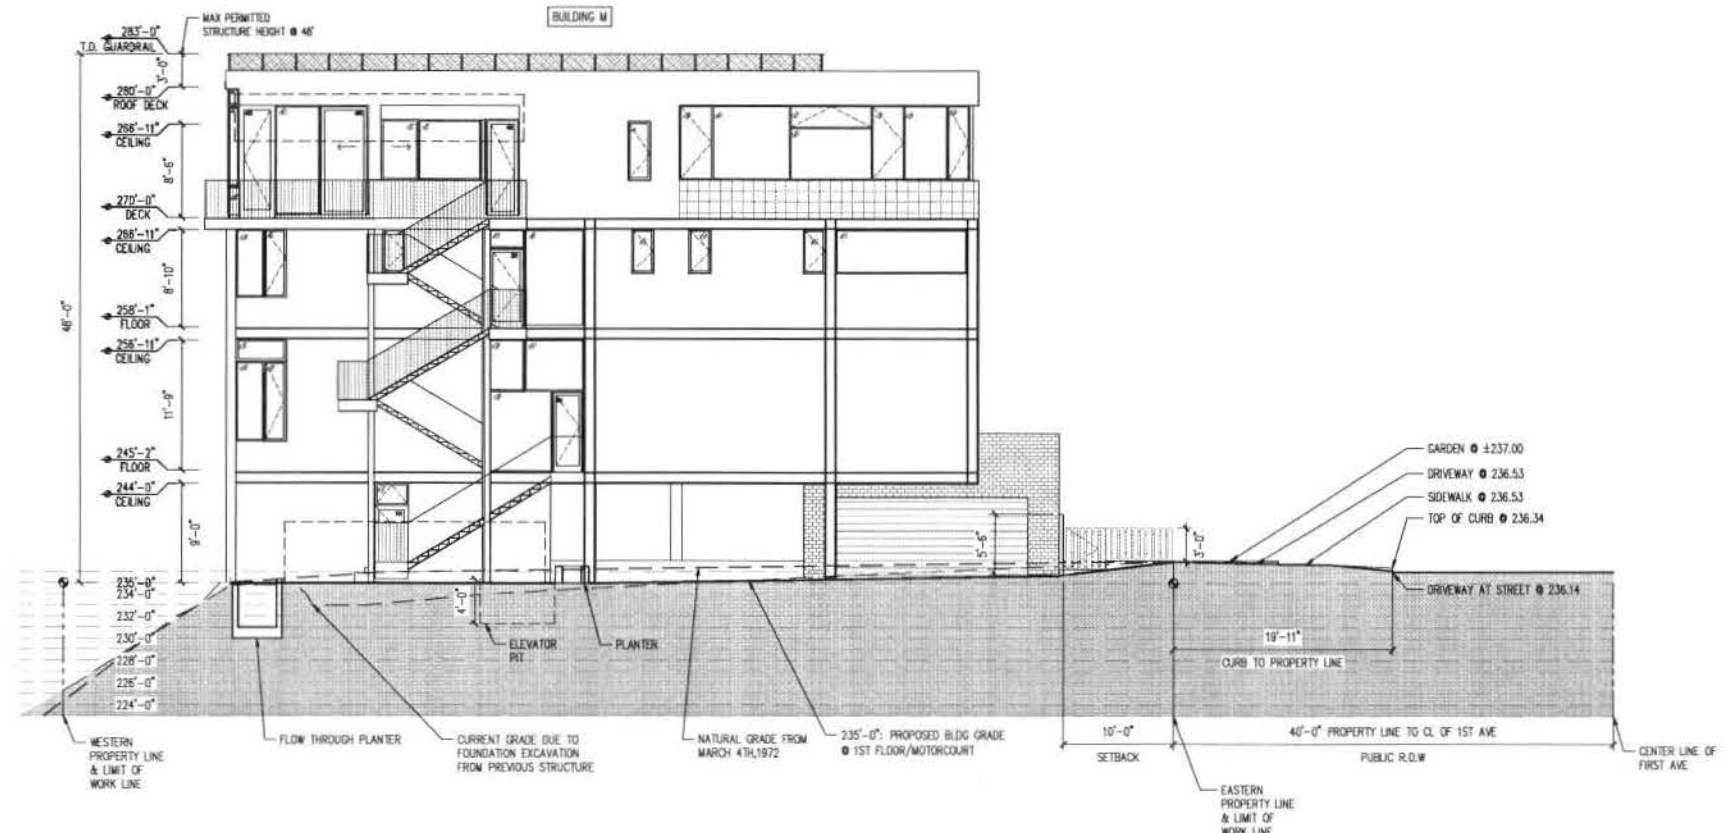 BUILDING M
MAX PERMITTED
STRUCTURE HEIGHT @ 48'
283'-0"
T.O. GUARDRAIL
3'-0"
280'-0"
ROOF DECK
268'-11"
CEILING
8'-6"
270'-0"
DECK
266'-11"
CEILING
8'-10"
258'-1"
FLOOR
256'-11"
CEILING
48'-0"
11'-9"
245'-2"
FLOOR
244'-0"
CEILING
9'-0"
235'-0"
234'-0"
232'-0"
230'-0"
228'-0"
226'-0"
224'-0"
4'-0"
5'-6"
3'-0"
GARDEN @ ±237.00
DRIVEWAY @ 236.53
SIDEWALK @ 236.53
TOP OF CURB @ 236.34
DRIVEWAY AT STREET @ 236.14
19'-11"
CURB TO PROPERTY LINE
ELEVATOR
PIT
PLANTER
WESTERN
PROPERTY LINE
& LIMIT OF
WORK LINE
FLOW THROUGH PLANTER
CURRENT GRADE DUE TO
FOUNDATION EXCAVATION
FROM PREVIOUS STRUCTURE
NATURAL GRADE FROM
MARCH 4TH,1972
235'-0": PROPOSED BLDG GRADE
@ 1ST FLOOR/MOTORCOURT
10'-0"
SETBACK
40'-0" PROPERTY LINE TO CL OF 1ST AVE
PUBLIC R.O.W
CENTER LINE OF
FIRST AVE
EASTERN
PROPERTY LINE
& LIMIT OF
WORK LINE